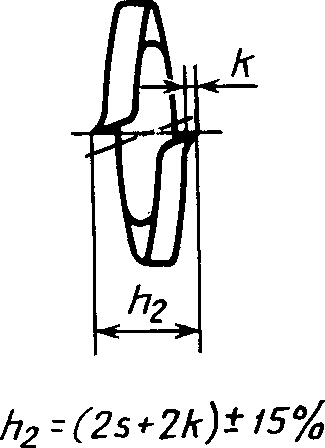 k
h₂
h₂ = (2s+2k) ± 15%